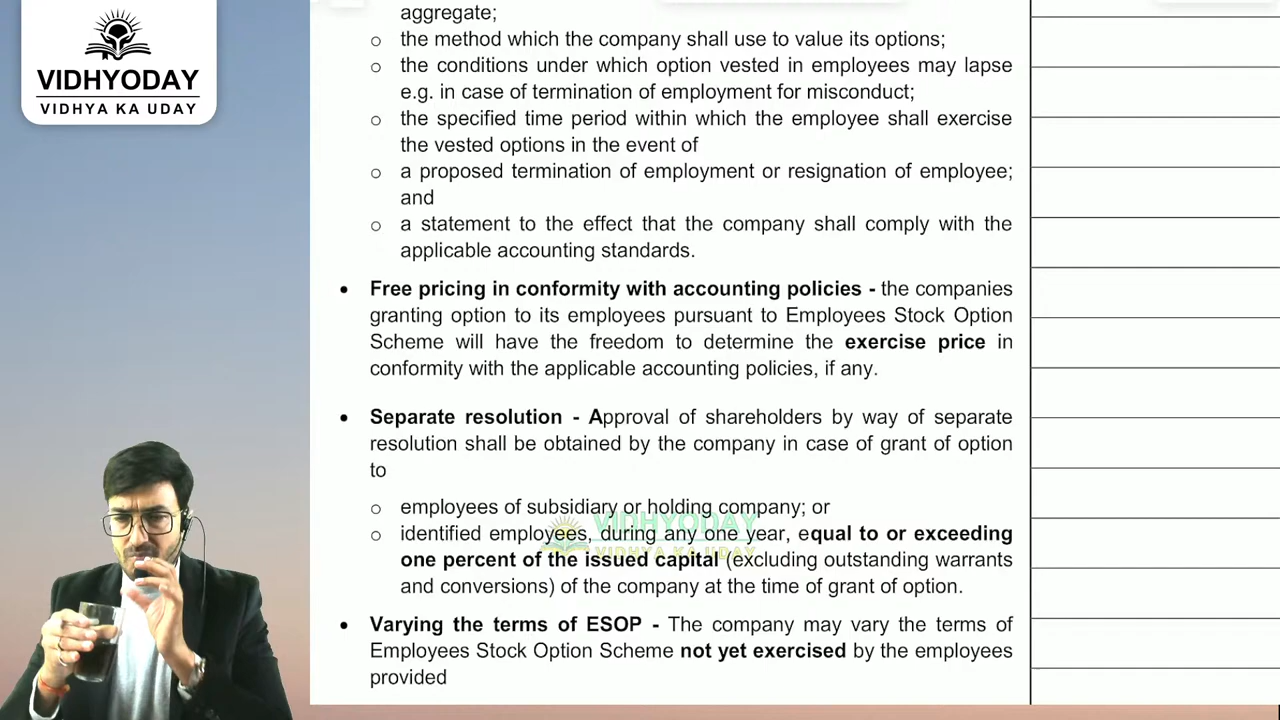 VIDHYODAY
VIDHYA KA UDAY
aggregate;
o the method which the company shall use to value its options;
o the conditions under which option vested in employees may lapse
e.g. in case of termination of employment for misconduct;
o the specified time period within which the employee shall exercise
the vested options in the event of
o a proposed termination of employment or resignation of employee;
and
o a statement to the effect that the company shall comply with the
applicable accounting standards.
• Free pricing in conformity with accounting policies - the companies
granting option to its employees pursuant to Employees Stock Option
Scheme will have the freedom to determine the exercise price in
conformity with the applicable accounting policies, if any.
• Separate resolution - Approval of shareholders by way of separate
resolution shall be obtained by the company in case of grant of option
to
o employees of subsidiary or holding company; or
o identified employees, during any one year, equal to or exceeding
one percent of the issued capital (excluding outstanding warrants
and conversions) of the company at the time of grant of option.
VIDHYODAY
VIDHYA KA UDAY
• Varying the terms of ESOP - The company may vary the terms of
Employees Stock Option Scheme not yet exercised by the employees
provided